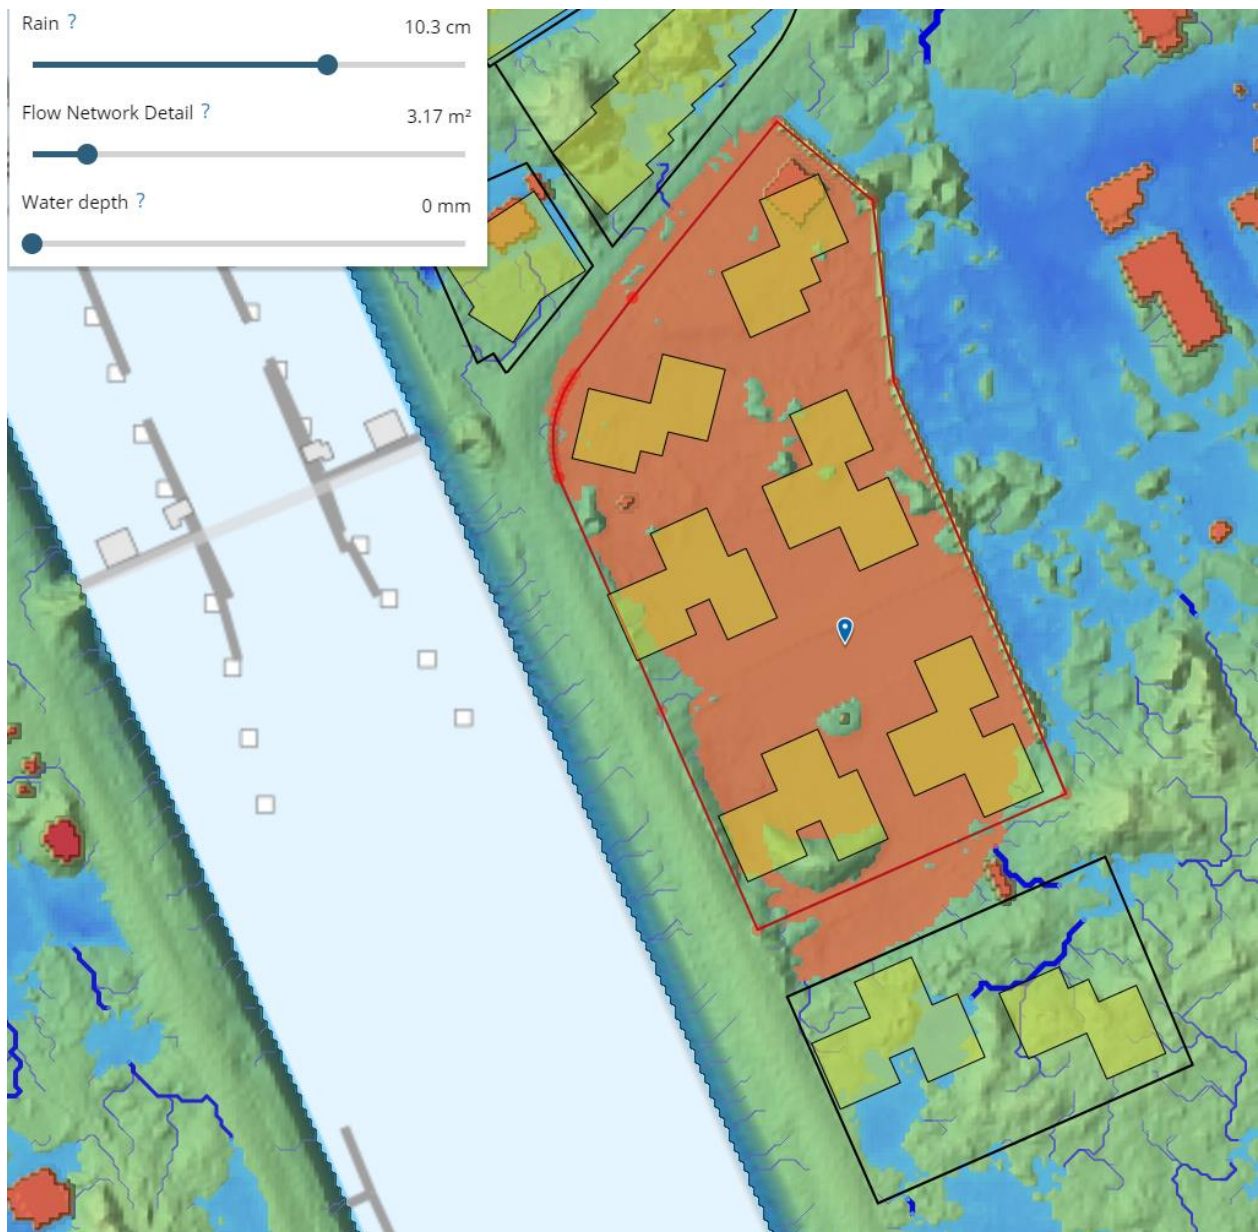 Rain ?
10.3 cm
Flow Network Detail ?
3.17 m²
Water depth ?
0 mm